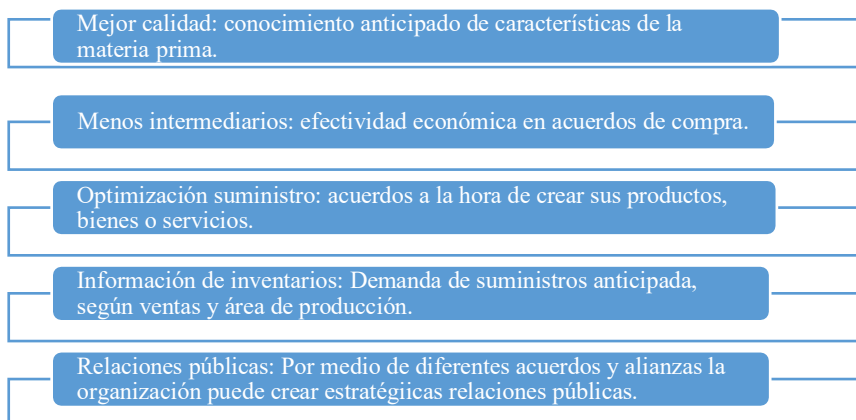 Mejor calidad: conocimiento anticipado de características de la
materia prima.
Menos intermediarios: efectividad económica en acuerdos de compra.
Optimización suministro: acuerdos a la hora de crear sus productos,
bienes o servicios.
Información de inventarios: Demanda de suministros anticipada,
según ventas y área de producción.
Relaciones públicas: Por medio de diferentes acuerdos y alianzas la
organización puede crear estratégiicas relaciones públicas.